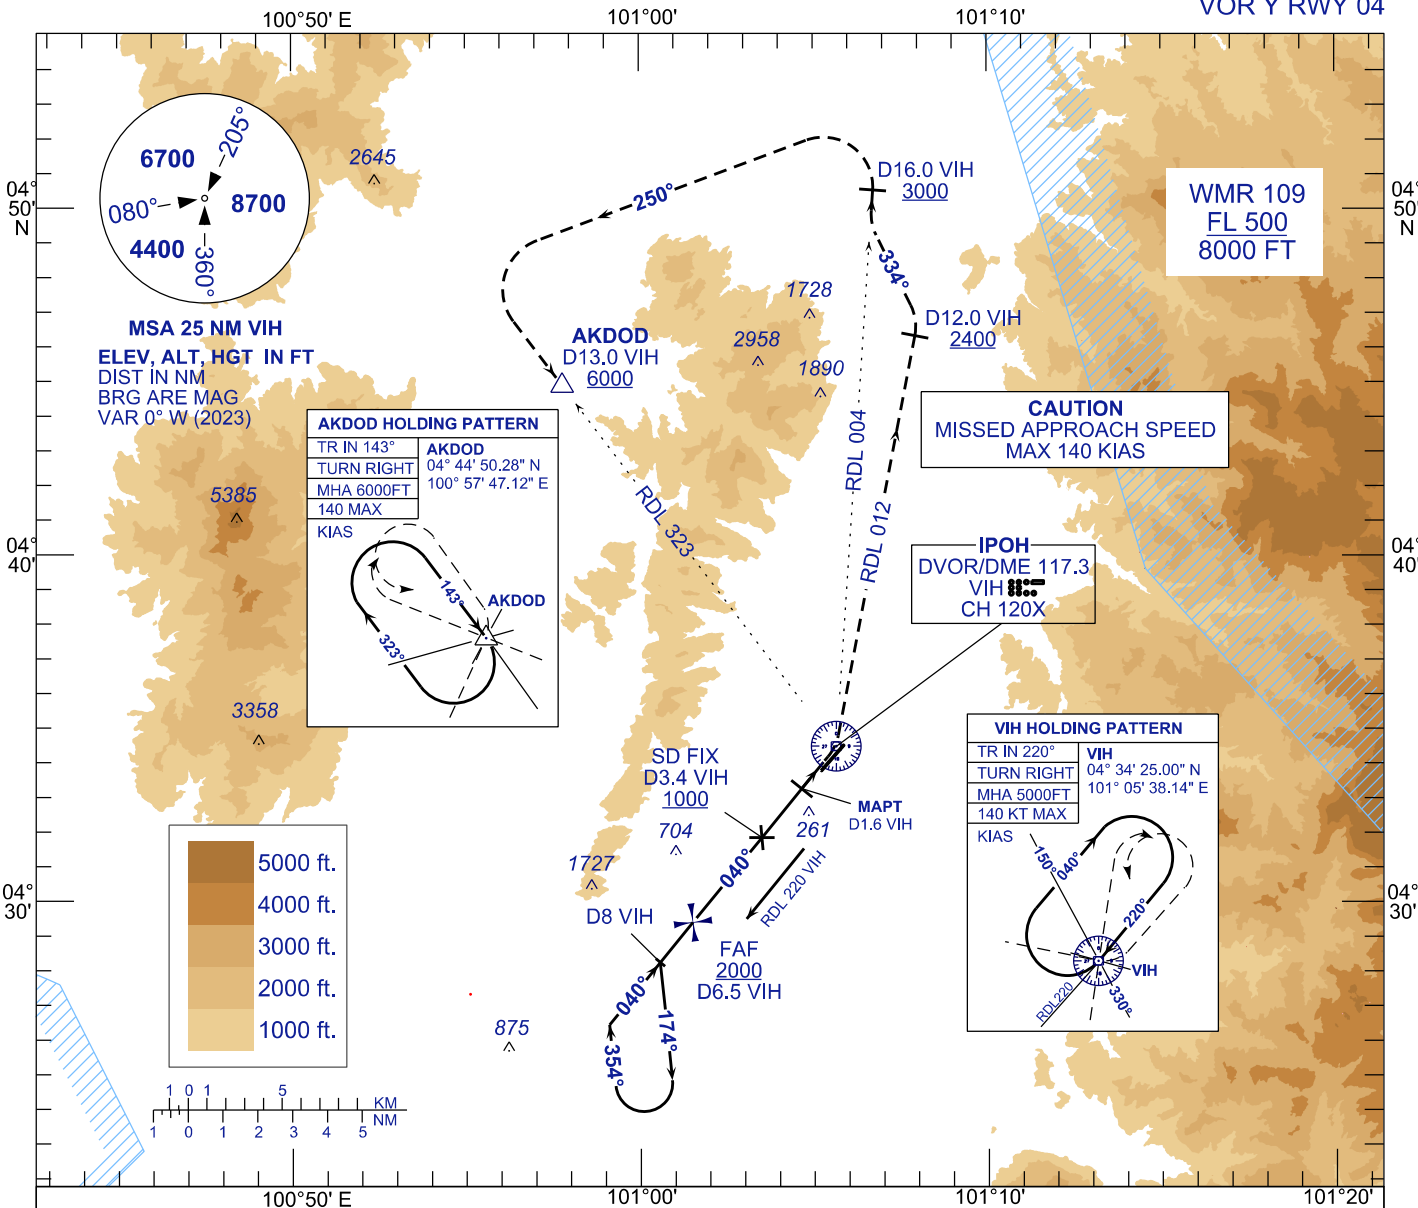 VOR Y RWY 04
100°50' E
101°00'
101°10'
04°
50'
N
04°
50'
N
04°
40'
04°
40'
04°
30'
04°
30'
205°
6700
8700
080°
4400
360°
MSA 25 NM VIH
ELEV, ALT, HGT IN FT
DIST IN NM
BRG ARE MAG
VAR 0° W (2023)
2645
250°
D16.0 VIH
3000
334°
D12.0 VIH
2400
WMR 109
FL 500
8000 FT
1728
2958
1890
AKDOD
D13.0 VIH
6000
CAUTION
MISSED APPROACH SPEED
MAX 140 KIAS
AKDOD HOLDING PATTERN
TR IN 143°
TURN RIGHT
MHA 6000FT
140 MAX
KIAS
AKDOD
04° 44' 50.28" N
100° 57' 47.12" E
143°
323°
AKDOD
5385
3358
RDL 323
RDL 004
RDL 012
IPOH
DVOR/DME 117.3
VIH
CH 120X
SD FIX
D3.4 VIH
1000
704
1727
MAPT
D1.6 VIH
261
040°
RDL 220 VIH
D8 VIH
FAF
2000
D6.5 VIH
040°
174°
354°
875
VIH HOLDING PATTERN
TR IN 220°
TURN RIGHT
MHA 5000FT
140 KT MAX
KIAS
VIH
04° 34' 25.00" N
101° 05' 38.14" E
150°
040°
220°
VIH
RDL220
330°
5000 ft.
4000 ft.
3000 ft.
2000 ft.
1000 ft.
1 0 1 5 KM
NM
1 0 1 2 3 4 5
100°50' E
101°00'
101°10'
101°20'